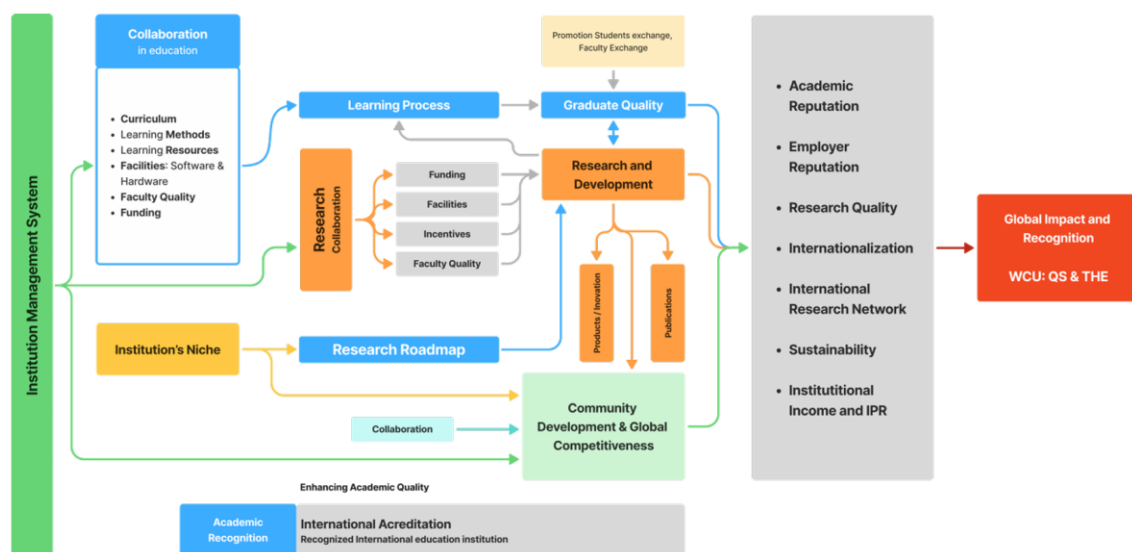 Institution Management System
Collaboration
in education
Curriculum
Learning Methods
Learning Resources
Facilities: Software &
Hardware
Faculty Quality
Funding
Promotion Students exchange,
Faculty Exchange
Learning Process
Graduate Quality
Research
Collaboration
Funding
Facilities
Incentives
Faculty Quality
Research and
Development
Products / Inovation
Publications
Institution's Niche
Research Roadmap
Collaboration
Community
Development & Global
Competitiveness
Academic
Reputation
Employer
Reputation
Research Quality
Internationalization
International
Research Network
Sustainability
Institutitional
Income and IPR
Global Impact and
Recognition
WCU: QS & THE
Enhancing Academic Quality
Academic
Recognition
International Acreditation
Recognized International education institution